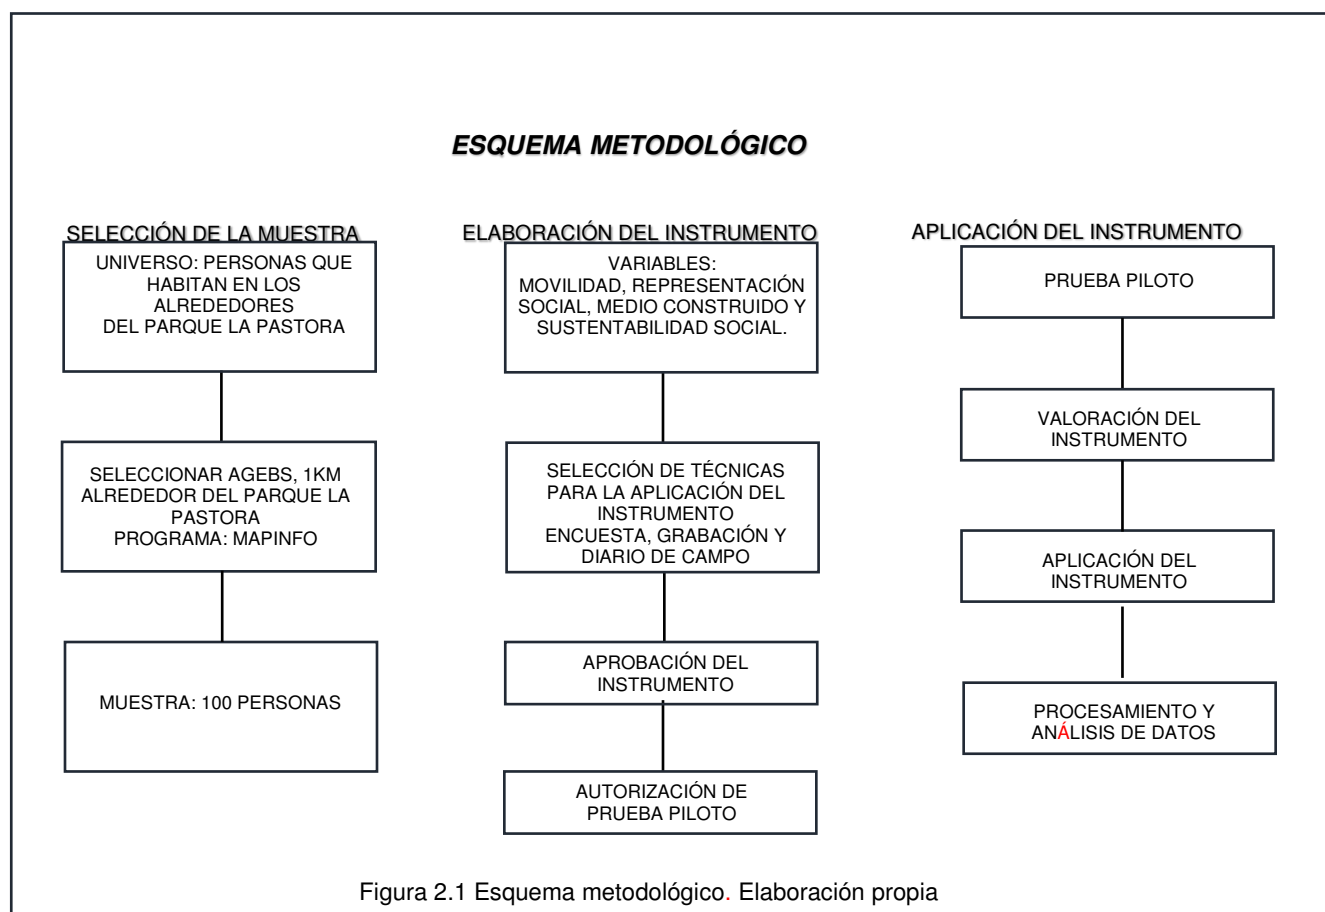 ESQUEMA METODOLÓGICO
SELECCIÓN DE LA MUESTRA
UNIVERSO: PERSONAS QUE
HABITAN EN LOS
ALREDEDORES
DEL PARQUE LA PASTORA
SELECCIONAR AGEBS, 1KM
ALREDEDOR DEL PARQUE LA
PASTORA
PROGRAMA: MAPINFO
MUESTRA: 100 PERSONAS
ELABORACIÓN DEL INSTRUMENTO
VARIABLES:
MOVILIDAD, REPRESENTACIÓN
SOCIAL, MEDIO CONSTRUIDO Y
SUSTENTABILIDAD SOCIAL.
SELECCIÓN DE TÉCNICAS
PARA LA APLICACIÓN DEL
INSTRUMENTO
ENCUESTA, GRABACIÓN Y
DIARIO DE CAMPO
APROBACIÓN DEL
INSTRUMENTO
AUTORIZACIÓN DE
PRUEBA PILOTO
APLICACIÓN DEL INSTRUMENTO
PRUEBA PILOTO
VALORACIÓN DEL
INSTRUMENTO
APLICACIÓN DEL
INSTRUMENTO
PROCESAMIENTO Y
ANÁLISIS DE DATOS
Figura 2.1 Esquema metodológico. Elaboración propia